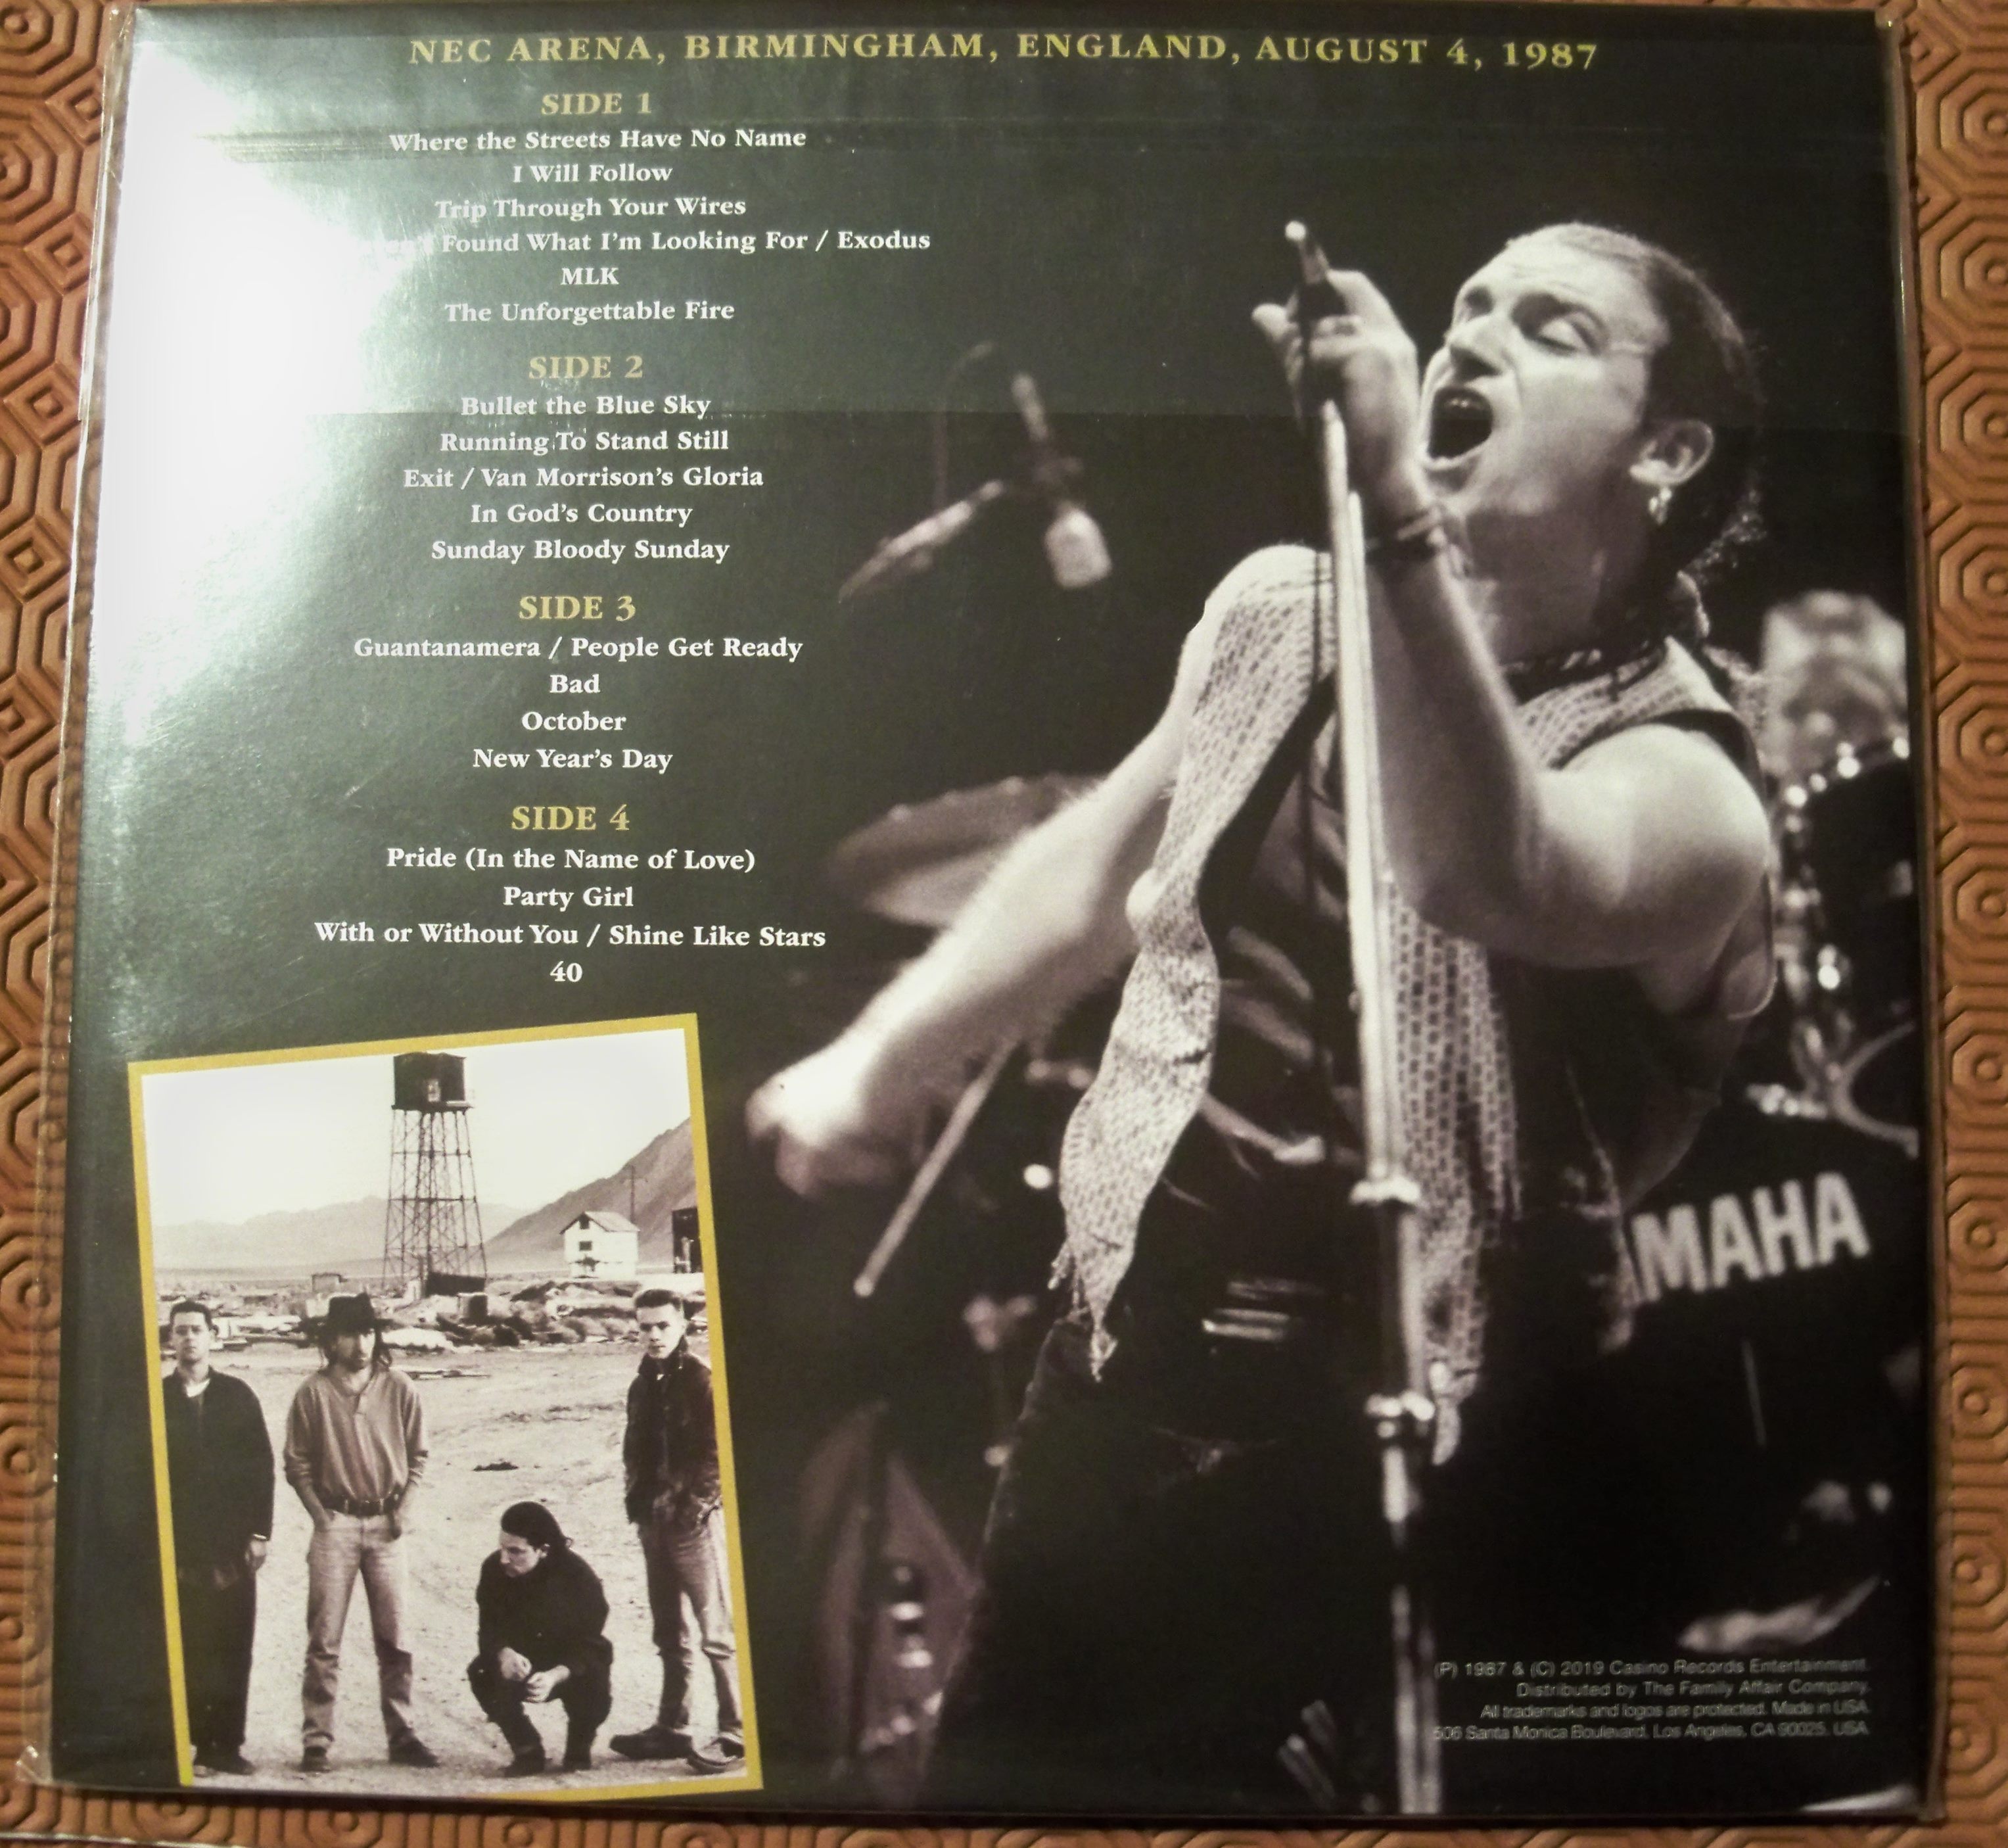 NEC ARENA, BIRMINGHAM, ENGLAND, AUGUST 4, 1987
SIDE 1
Where the Streets Have No Name
I Will Follow
Trip Through Your Wires
Found What I'm Looking For / Exodus
MLK
The Unforgettable Fire
SIDE 2
Bullet the Blue Sky
Running To Stand Still
Exit / Van Morrison's Gloria
In God's Country
Sunday Bloody Sunday
SIDE 3
Guantanamera / People Get Ready
Bad
October
New Year's Day
SIDE 4
Pride (In the Name of Love)
Party Girl
With or Without You / Shine Like Stars
40
AMAHA
(P) 1987 & (C) 2019 Casino Records Entertainment.
Distributed by The Family Affair Company.
All trademarks and logos are protected. Made in USA.
506 Santa Monica Boulevard, Los Angeles, CA 90025. USA